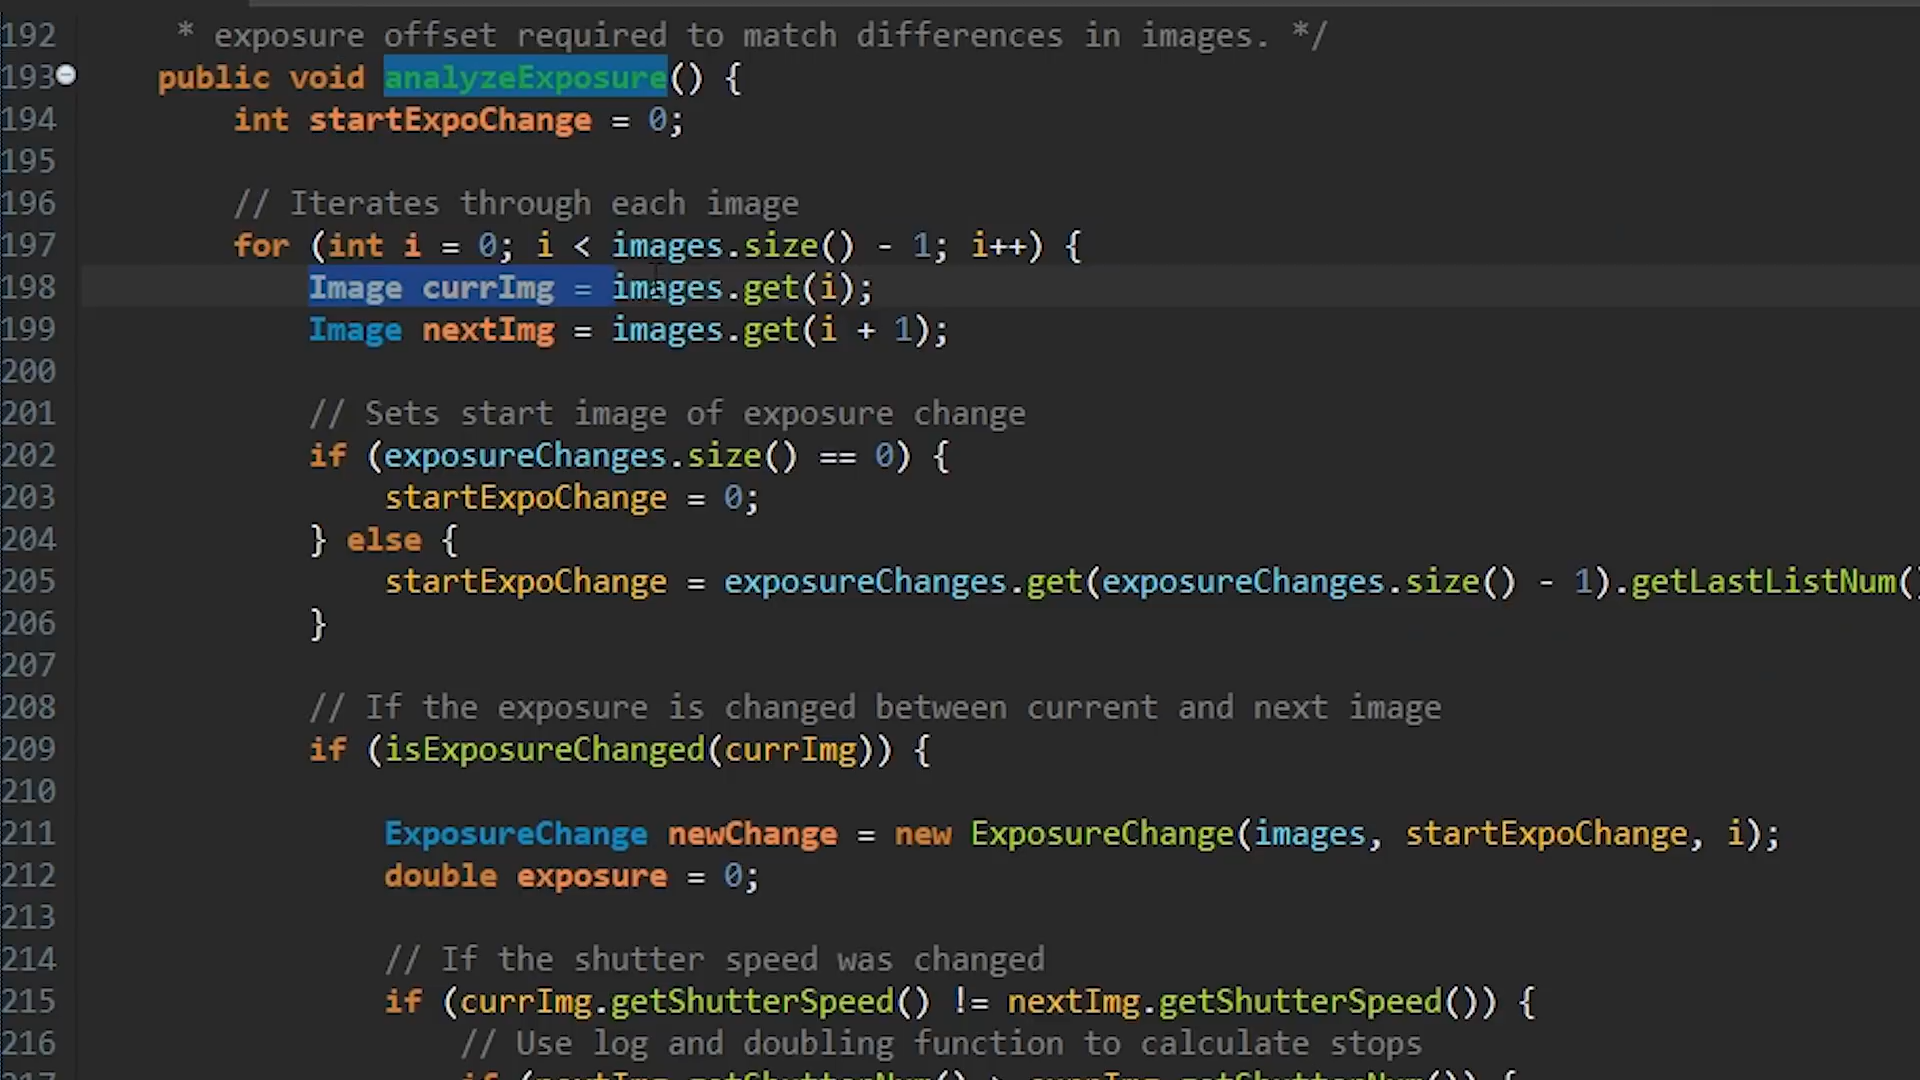 192 * exposure offset required to match differences in images. */
193 public void analyzeExposure() {
194 int startExpoChange = 0;
195
196 // Iterates through each image
197 for (int i = 0; i < images.size() - 1; i++) {
198 Image currImg = images.get(i);
199 Image nextImg = images.get(i + 1);
200
201 // Sets start image of exposure change
202 if (exposureChanges.size() == 0) {
203 startExpoChange = 0;
204 } else {
205 startExpoChange = exposureChanges.get(exposureChanges.size() - 1).getLastListNum()
206 }
207
208 // If the exposure is changed between current and next image
209 if (isExposureChanged(currImg)) {
210
211 ExposureChange newChange = new ExposureChange(images, startExpoChange, i);
212 double exposure = 0;
213
214 // If the shutter speed was changed
215 if (currImg.getShutterSpeed() != nextImg.getShutterSpeed()) {
216 // Use log and doubling function to calculate stops
217 if (nextImg.getShutterNum() > currImg.getShutterNum()) {